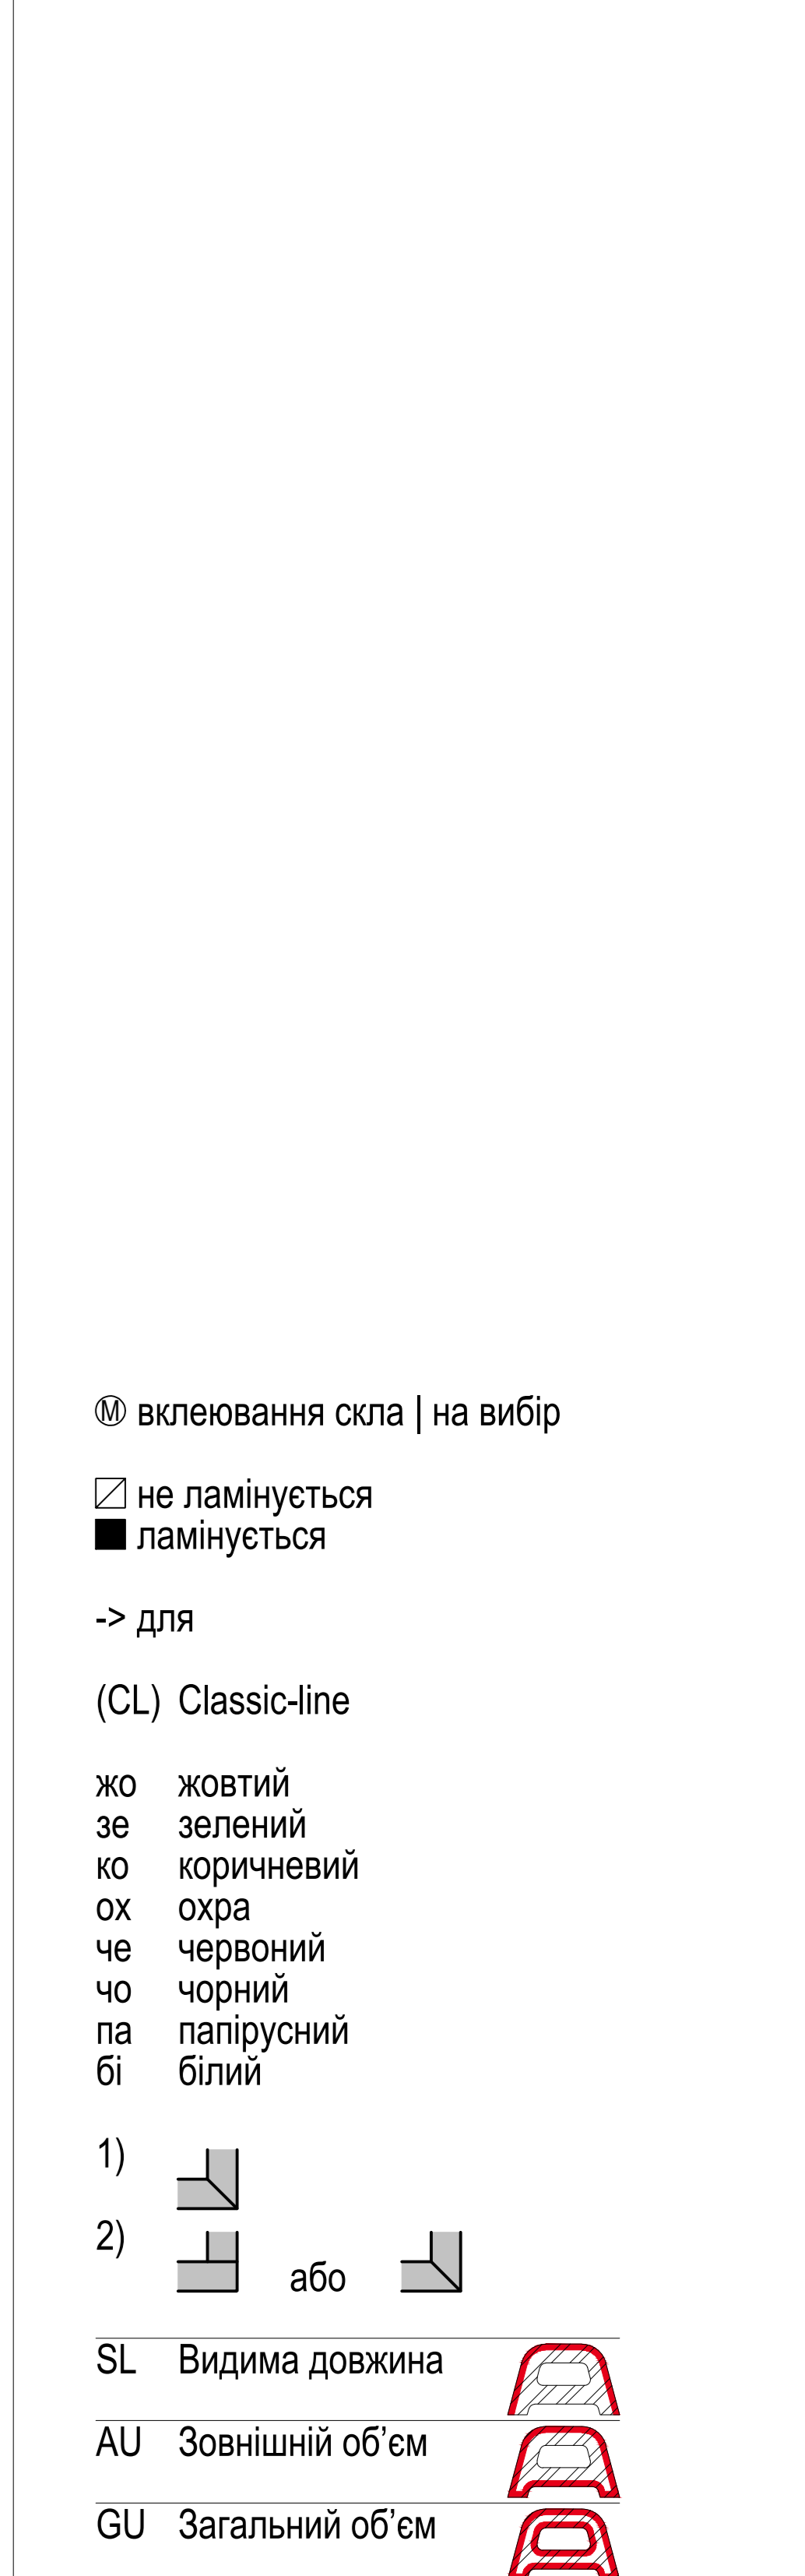 Ⓜ вклеювання скла | на вибір
не ламінується
ламінується
-> для
(CL) Classic-line
жо жовтий
зе зелений
ко коричневий
ох охра
че червоний
чо чорний
па папірусний
бі білий
1)
2) або
SL Видима довжина
AU Зовнішній об’єм
GU Загальний об’єм